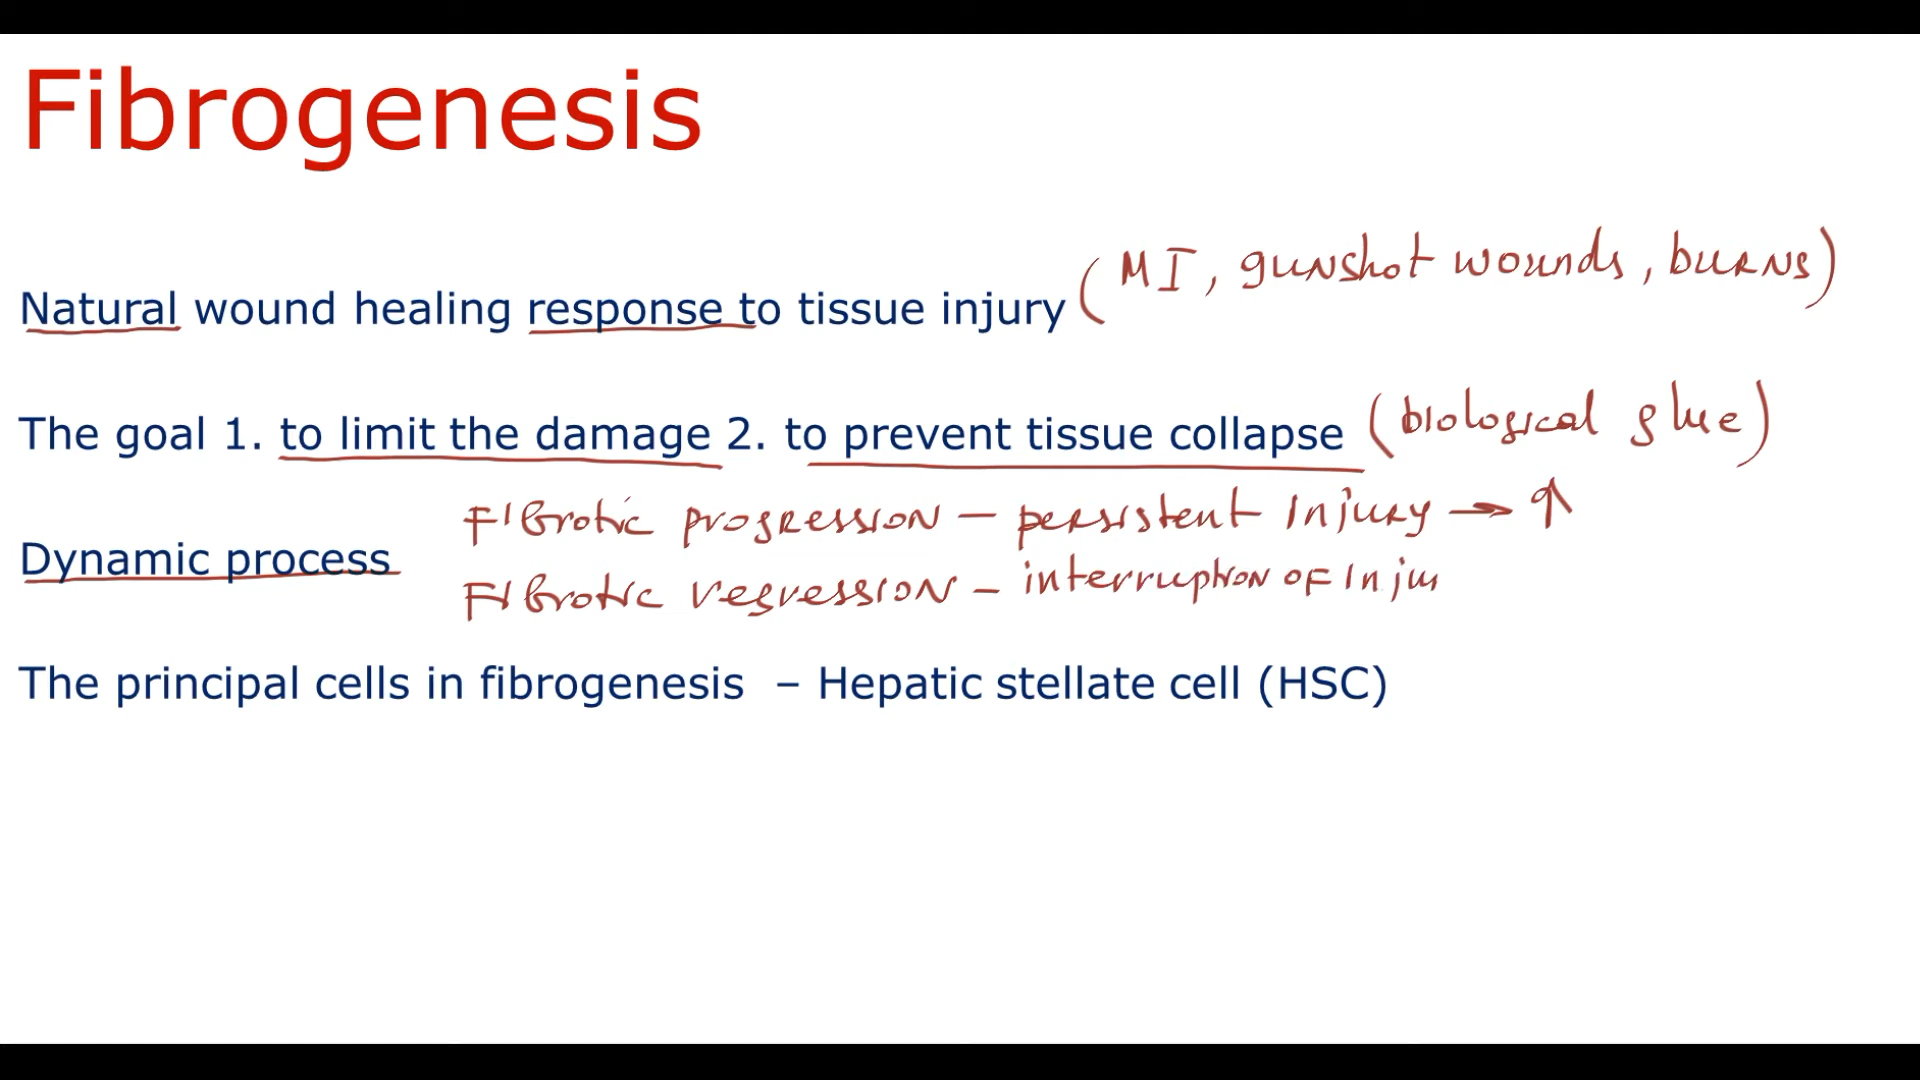 Fibrogenesis
Natural wound healing response to tissue injury (MI, gunshot wounds, burns)
The goal 1. to limit the damage 2. to prevent tissue collapse (biological glue)
Fibrotic progression – persistent injury → ↑
Dynamic process
Fibrotic regression – interruption of inju
The principal cells in fibrogenesis – Hepatic stellate cell (HSC)